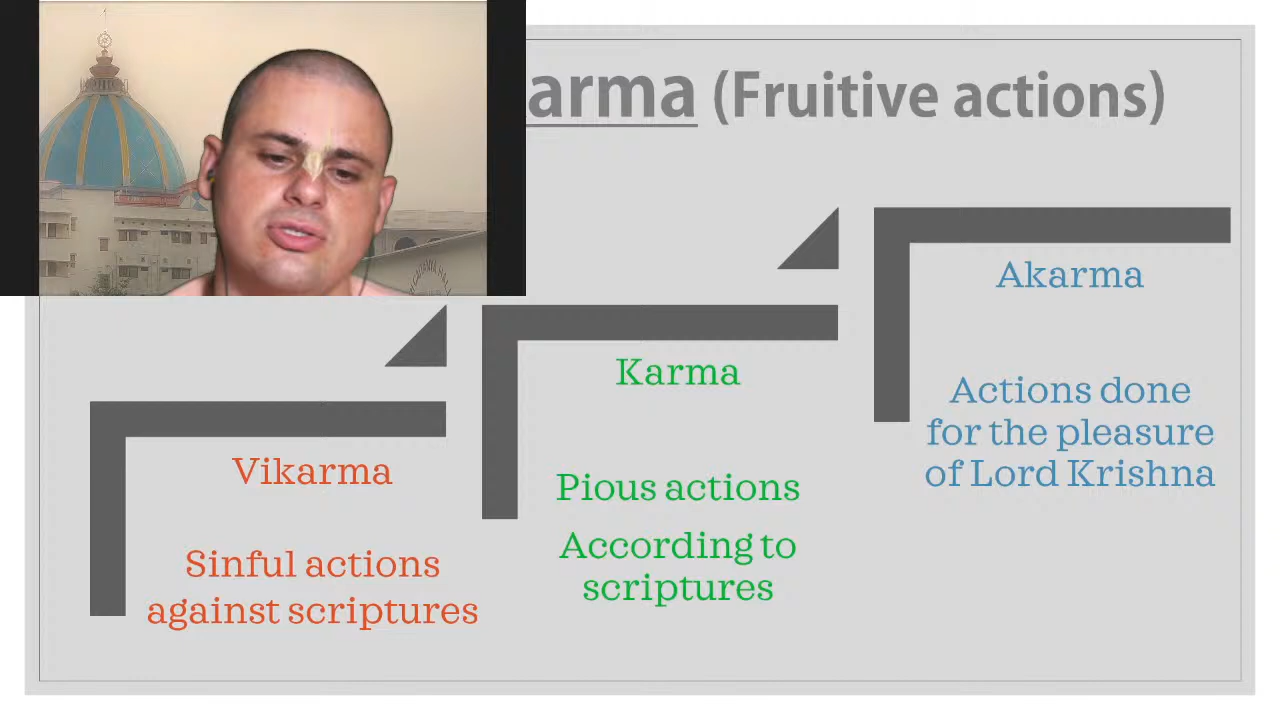 arma (Fruitive actions)
Vikarma
Sinful actions
against scriptures
Karma
Pious actions
According to
scriptures
Akarma
Actions done
for the pleasure
of Lord Krishna